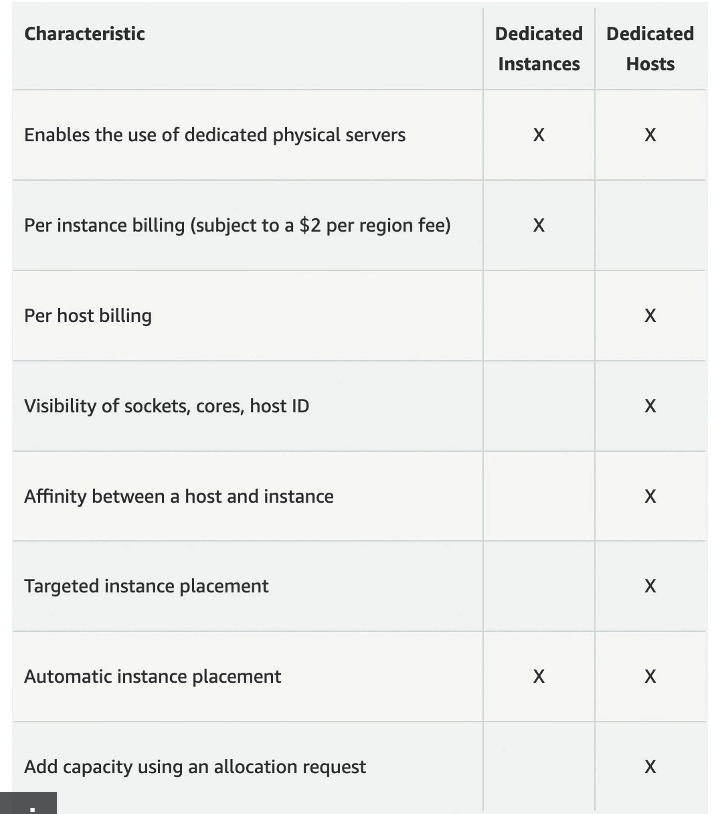 Characteristic Dedicated Instances Dedicated Hosts
Enables the use of dedicated physical servers X X
Per instance billing (subject to a $2 per region fee) X
Per host billing X
Visibility of sockets, cores, host ID X
Affinity between a host and instance X
Targeted instance placement X
Automatic instance placement X X
Add capacity using an allocation request X